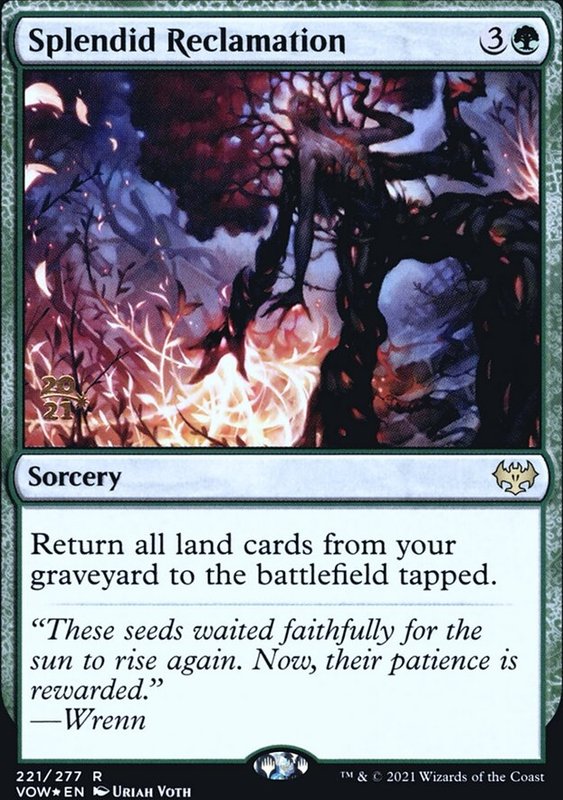 Splendid Reclamation 3
20
21
Sorcery
Return all land cards from your
graveyard to the battlefield tapped.
“These seeds waited faithfully for the
sun to rise again. Now, their patience is
rewarded.”
—Wrenn
221/277 R
VOW★EN Uriah Voth
™ & © 2021 Wizards of the Coast